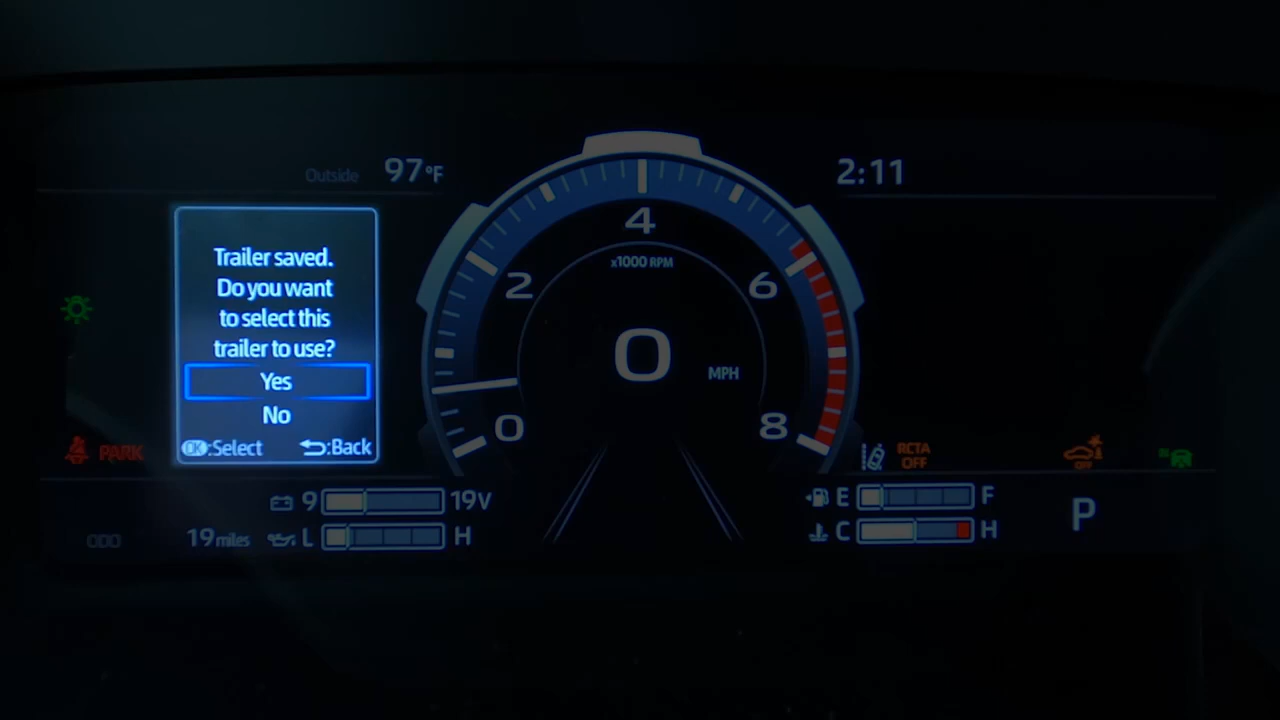 Outside 97°F
2:11
Trailer saved.
Do you want
to select this
trailer to use?
Yes
No
OK:Select
:Back
4
x1000 RPM
2
6
0
MPH
0
8
PARK
RCTA
OFF
OFF
9
19V
E
F
P
ODO
19 miles
L
H
C
H